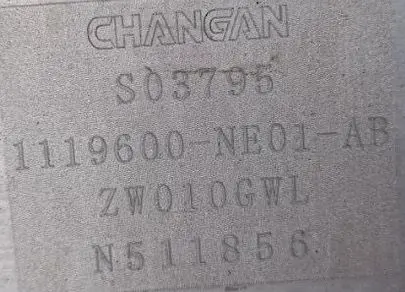 CHANGAN
S03795
1119600-NE01-AB
ZW010GWL
N511856